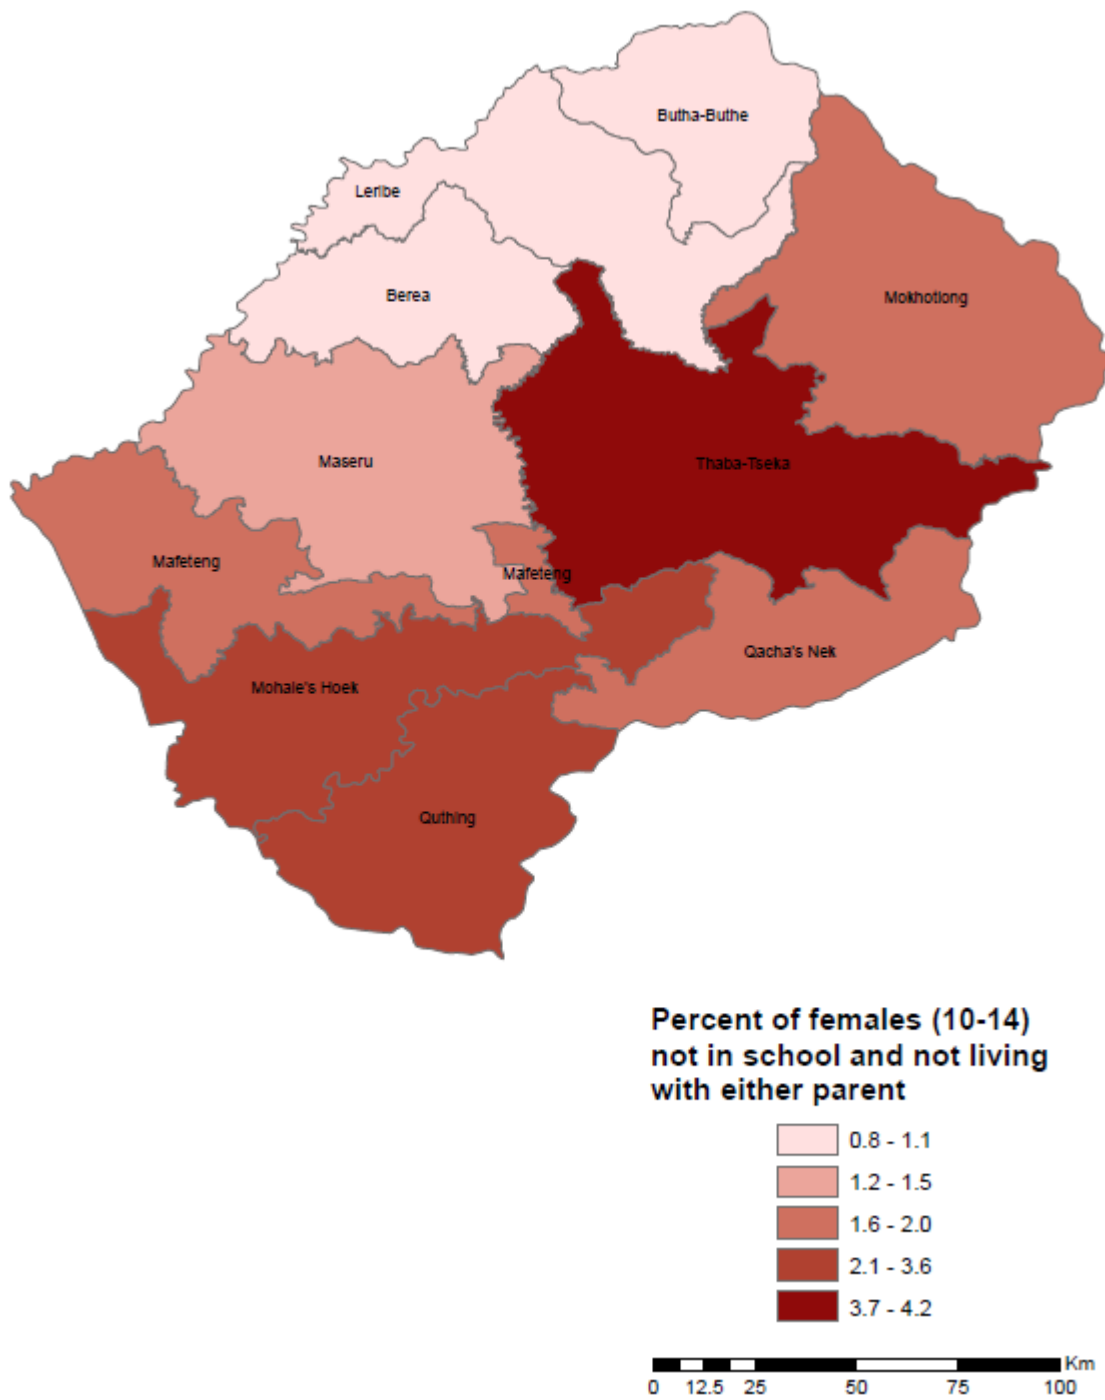 Butha-Buthe
Leribe
Berea
Mokhotlong
Maseru
Thaba-Tseka
Mafeteng
Mafeteng
Qacha's Nek
Mohale's Hoek
Quthing
Percent of females (10-14)
not in school and not living
with either parent
0.8 - 1.1
1.2 - 1.5
1.6 - 2.0
2.1 - 3.6
3.7 - 4.2
Km
0 12.5 25 50 75 100